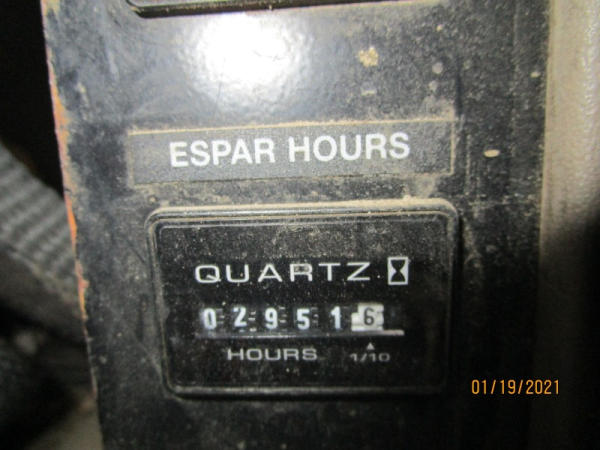 ESPAR HOURS
QUARTZ
029516
HOURS 1/10
01/19/2021